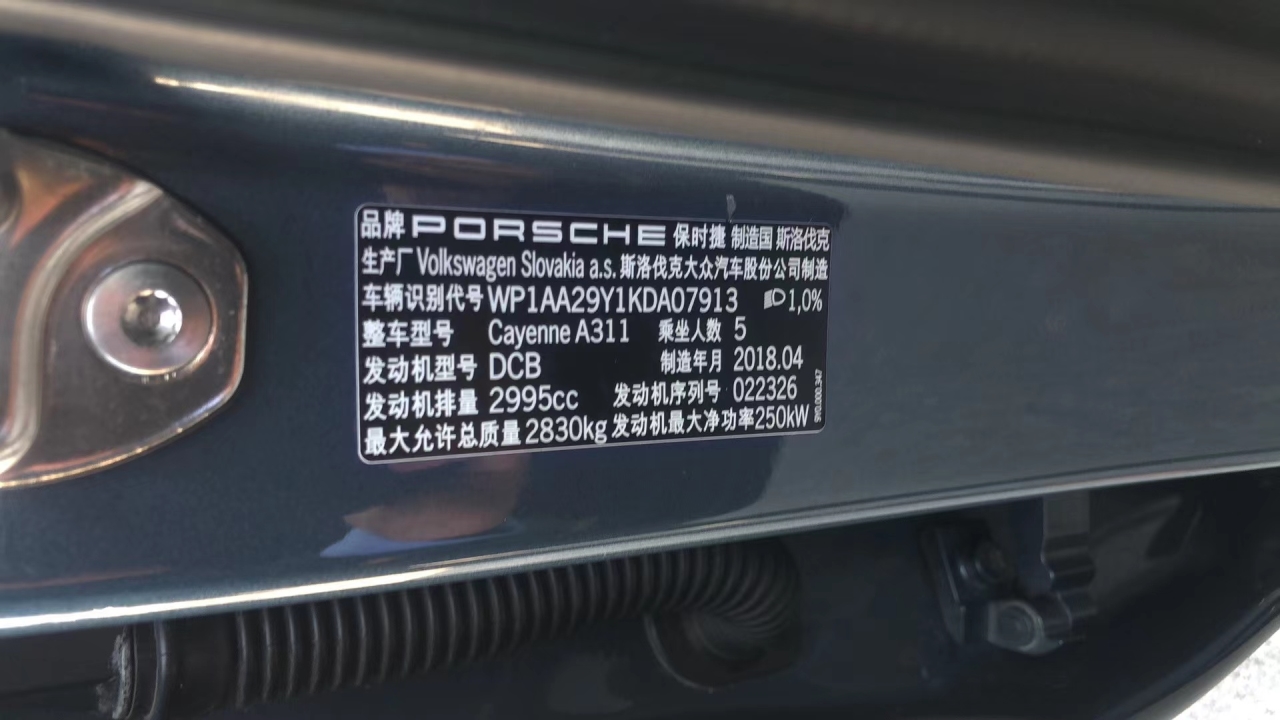 品牌 PORSCHE 保时捷 制造国 斯洛伐克
生产厂 Volkswagen Slovakia a.s. 斯洛伐克大众汽车股份公司制造
车辆识别代号 WP1AA29Y1KDA07913 1,0%
整车型号 Cayenne A311 乘坐人数 5
发动机型号 DCB 制造年月 2018.04
发动机排量 2995cc 发动机序列号 022326
最大允许总质量 2830kg 发动机最大净功率 250kW
9Y0.000.347